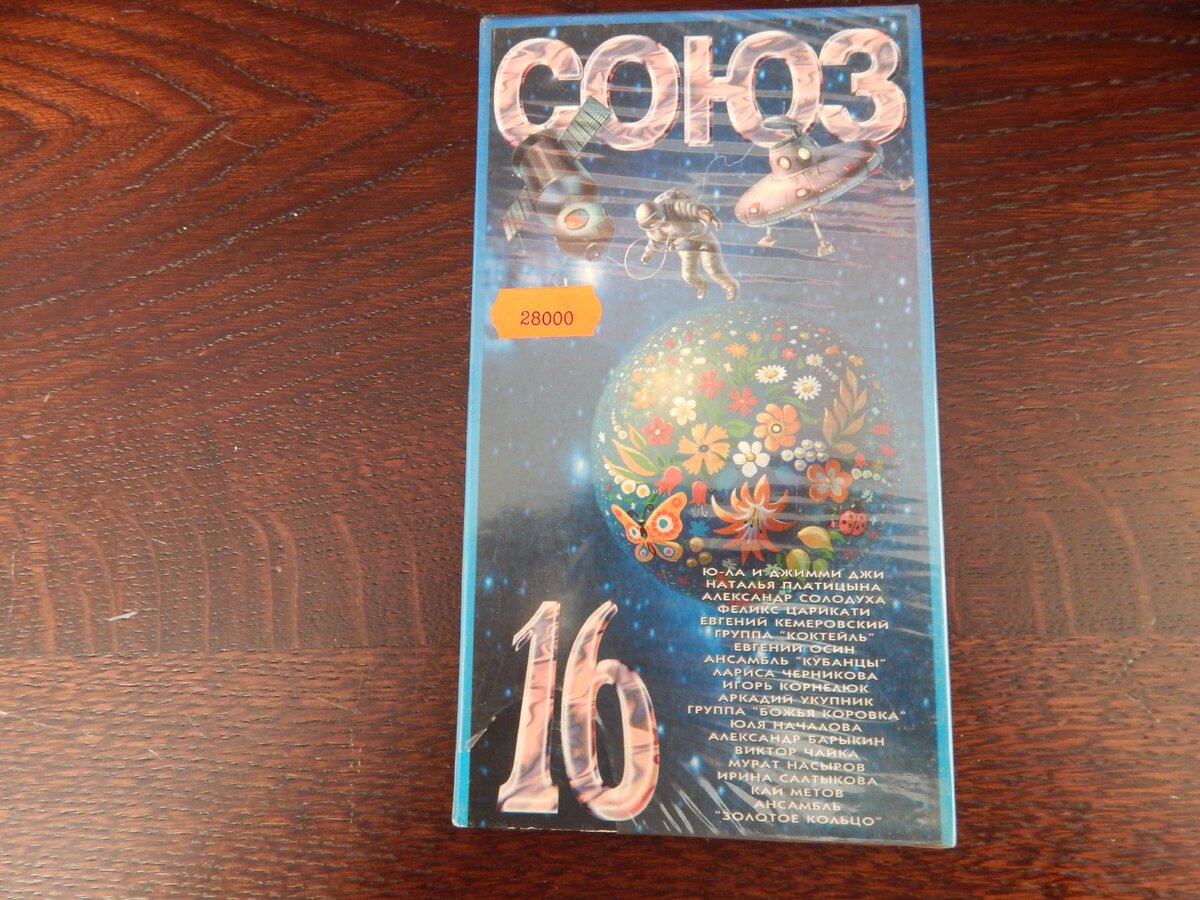 СОЮЗ
28000
Ю-ЛА И ДЖИММИ ДЖИ
НАТАЛЬЯ ПЛАТИЦЫНА
АЛЕКСАНДР СОЛОДУХА
ФЕЛИКС ЦАРИКАТИ
ЕВГЕНИЙ КЕМЕРОВСКИЙ
ГРУППА "КОКТЕЙЛЬ"
ЕВГЕНИЙ ОСИН
АНСАМБЛЬ "КУБАНЦЫ"
ЛАРИСА ЧЕРНИКОВА
ИГОРЬ КОРНЕЛЮК
АРКАДИЙ УКУПНИК
ГРУППА "БОЖЬЯ КОРОВКА"
ЮЛЯ НАЧАЛОВА
АЛЕКСАНДР БАРЫКИН
ВИКТОР ЧАЙКА
МУРАТ НАСЫРОВ
ИРИНА САЛТЫКОВА
КАЙ МЕТОВ
АНСАМБЛЬ
"ЗОЛОТОЕ КОЛЬЦО"
16